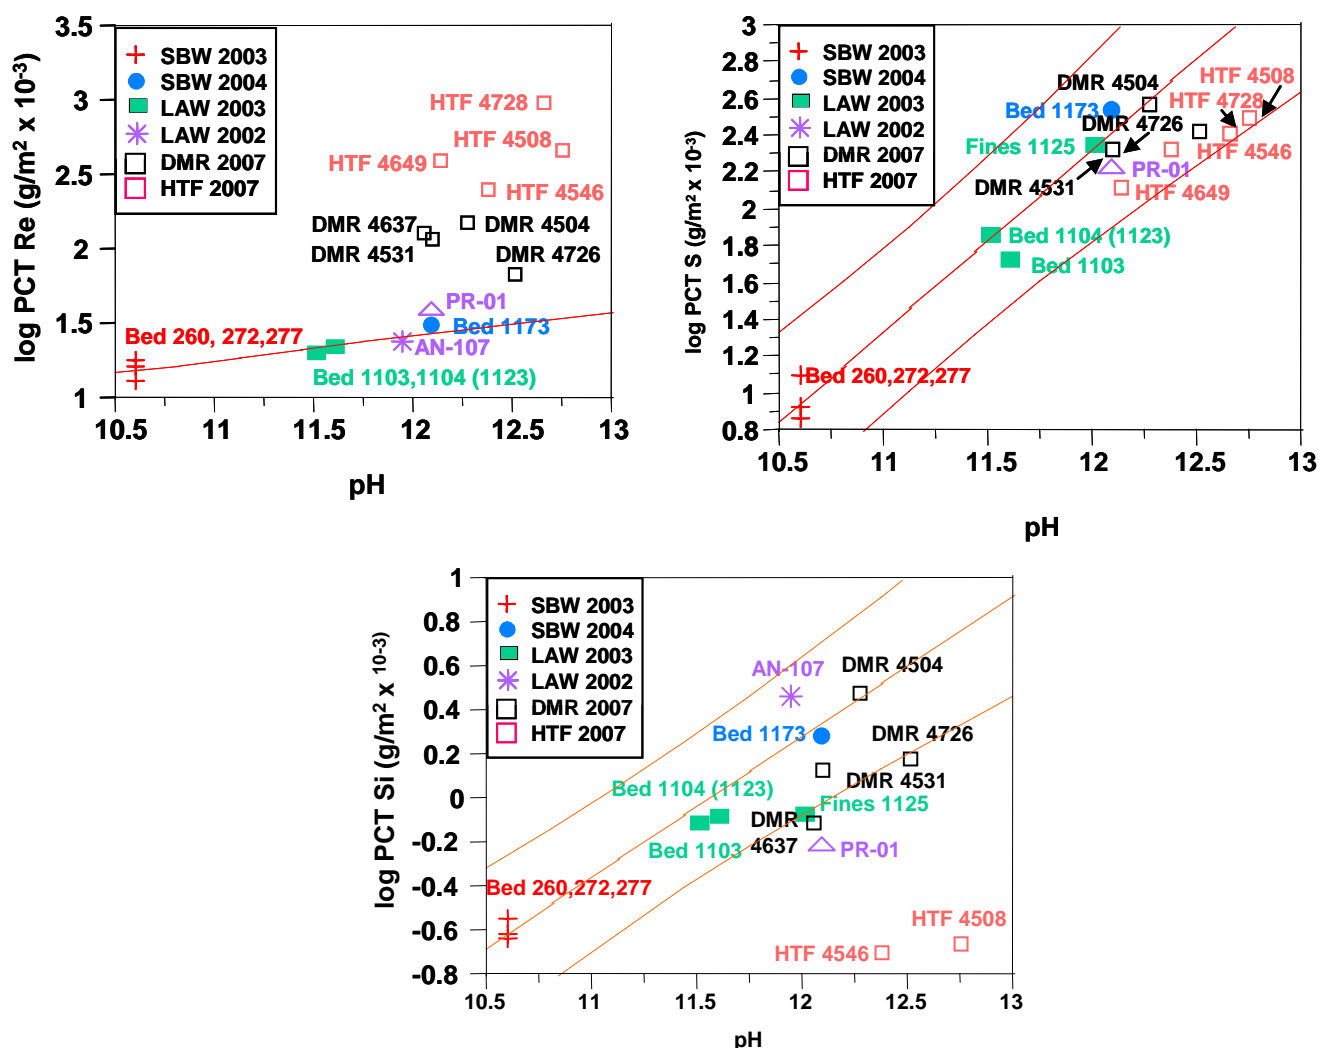 3.5
3
2.5
2
1.5
1
log PCT Re (g/m² x 10⁻³)
SBW 2003
SBW 2004
LAW 2003
LAW 2002
DMR 2007
HTF 2007
HTF 4728
HTF 4508
HTF 4649
HTF 4546
DMR 4637
DMR 4504
DMR 4531
DMR 4726
PR-01
Bed 260, 272,277
Bed 1173
AN-107
Bed 1103,1104 (1123)
10.5 11 11.5 12 12.5 13
pH
3
2.8
2.6
2.4
2.2
2
1.8
1.6
1.4
1.2
1
0.8
log PCT S (g/m² x 10⁻³)
SBW 2003
SBW 2004
LAW 2003
LAW 2002
DMR 2007
HTF 2007
HTF 4508
DMR 4504
HTF 4728
Bed 1173
DMR 4726
Fines 1125
HTF 4546
PR-01
DMR 4531
HTF 4649
Bed 1104 (1123)
Bed 1103
Bed 260,272,277
10.5 11 11.5 12 12.5 13
pH
1
0.8
0.6
0.4
0.2
0
-0.2
-0.4
-0.6
-0.8
log PCT Si (g/m² x 10-3)
SBW 2003
SBW 2004
LAW 2003
LAW 2002
DMR 2007
HTF 2007
DMR 4504
AN-107
Bed 1173
DMR 4726
DMR 4531
Bed 1104 (1123)
Fines 1125
DMR
4637
Bed 1103
PR-01
Bed 260,272,277
HTF 4508
HTF 4546
10.5 11 11.5 12 12.5 13
pH